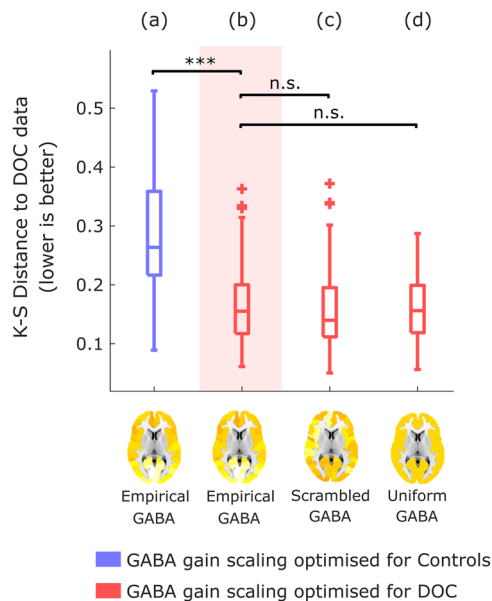 (a) (b) (c) (d)
***
n.s.
n.s.
K-S Distance to DOC data
(lower is better)
0.5
0.4
0.3
0.2
0.1
Empirical GABA
Empirical GABA
Scrambled GABA
Uniform GABA
GABA gain scaling optimised for Controls
GABA gain scaling optimised for DOC